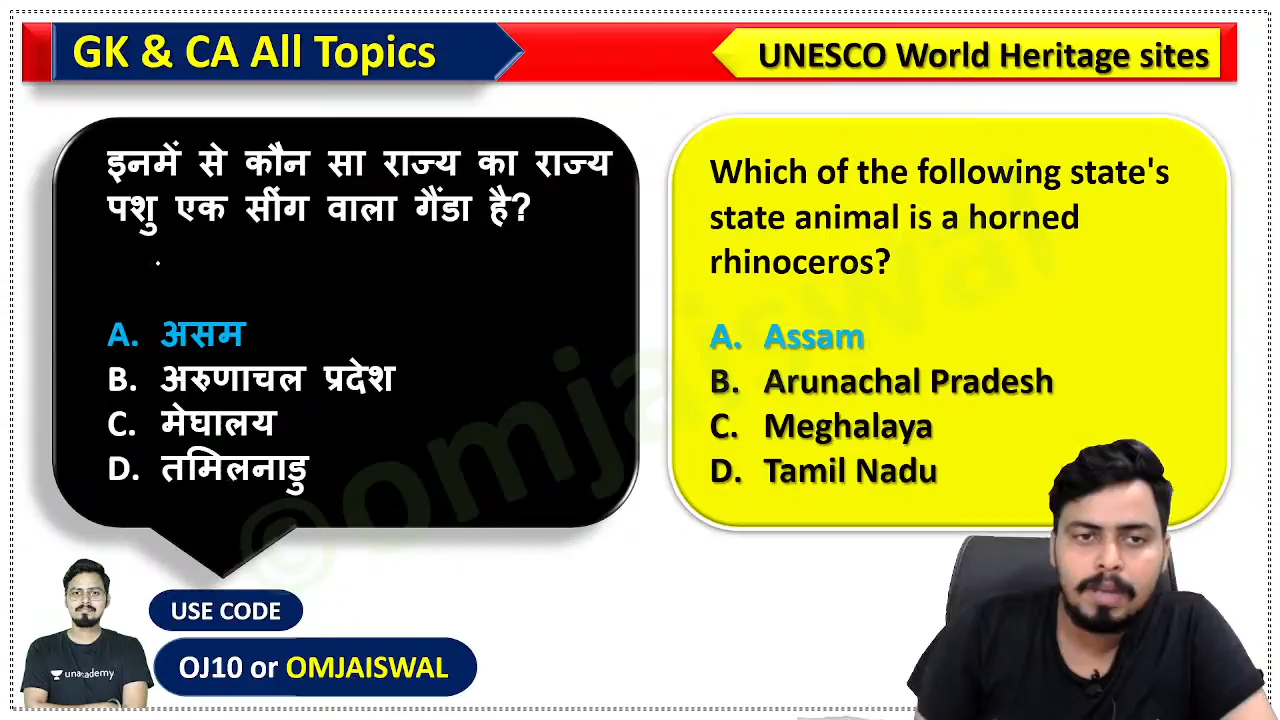 GK & CA All Topics
UNESCO World Heritage sites
इनमें से कौन सा राज्य का राज्य
पशु एक सींग वाला गैंडा है?
A. असम
B. अरुणाचल प्रदेश
C. मेघालय
D. तमिलनाडु
Which of the following state's
state animal is a horned
rhinoceros?
A. Assam
B. Arunachal Pradesh
C. Meghalaya
D. Tamil Nadu
@omjaiswal
USE CODE
OJ10 or OMJAISWAL
unacademy